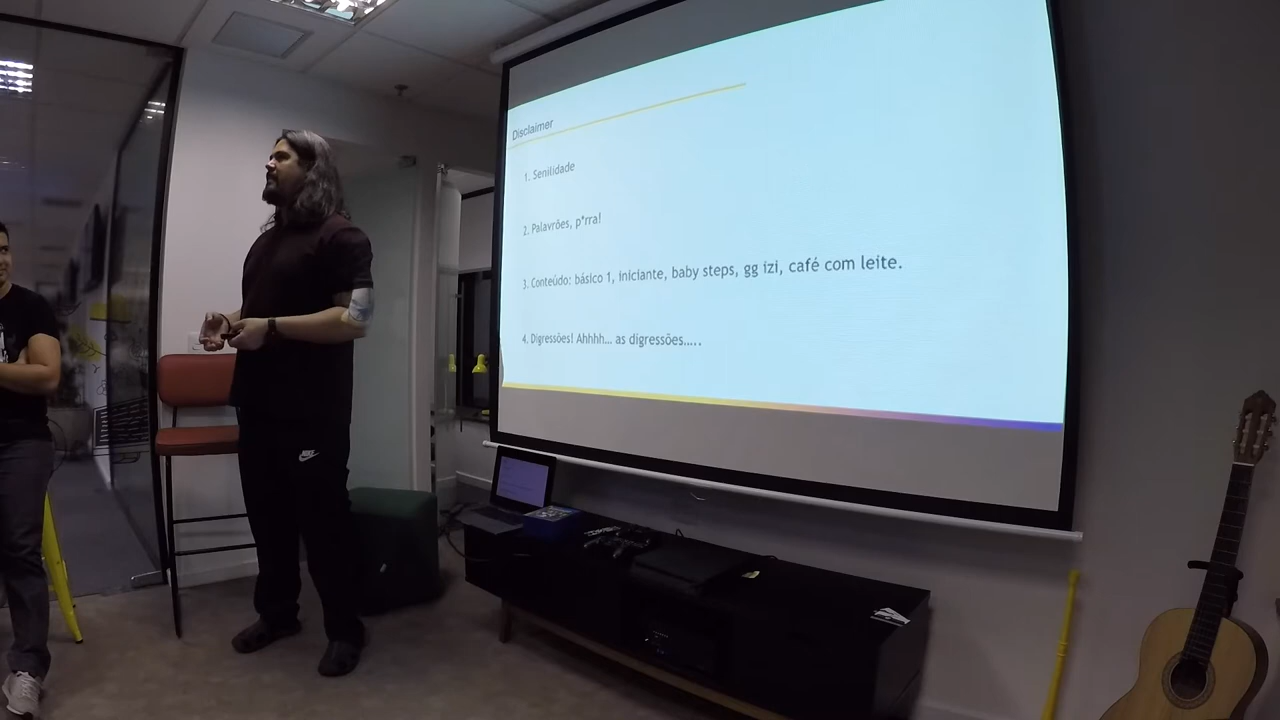 Disclaimer
1. Senilidade
2. Palavrões, p*rra!
3. Conteúdo: básico 1, iniciante, baby steps, gg izi, café com leite.
4. Digressões! Ahhhh... as digressões.....
NIKE